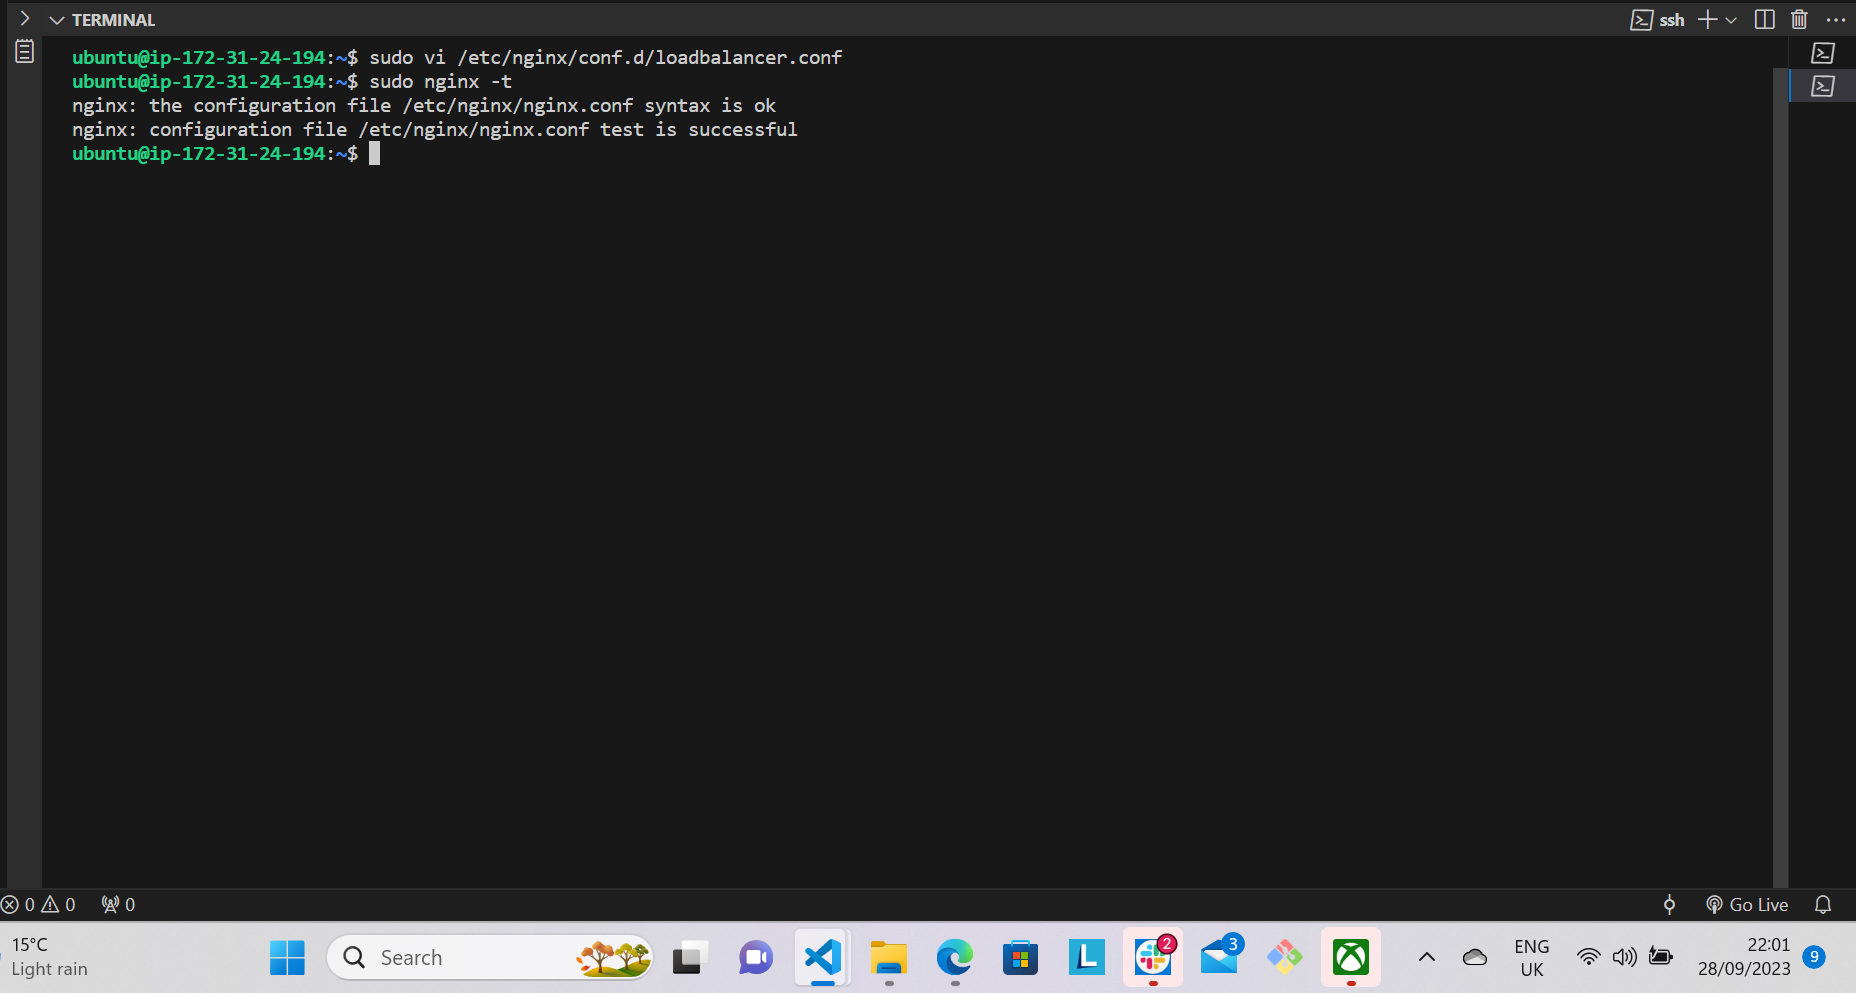 TERMINAL
ssh
ubuntu@ip-172-31-24-194:~$ sudo vi /etc/nginx/conf.d/loadbalancer.conf
ubuntu@ip-172-31-24-194:~$ sudo nginx -t
nginx: the configuration file /etc/nginx/nginx.conf syntax is ok
nginx: configuration file /etc/nginx/nginx.conf test is successful
ubuntu@ip-172-31-24-194:~$
0 0 0
Go Live
15°C
Light rain
Search
L
2
3
ENG
UK
22:01
28/09/2023
9